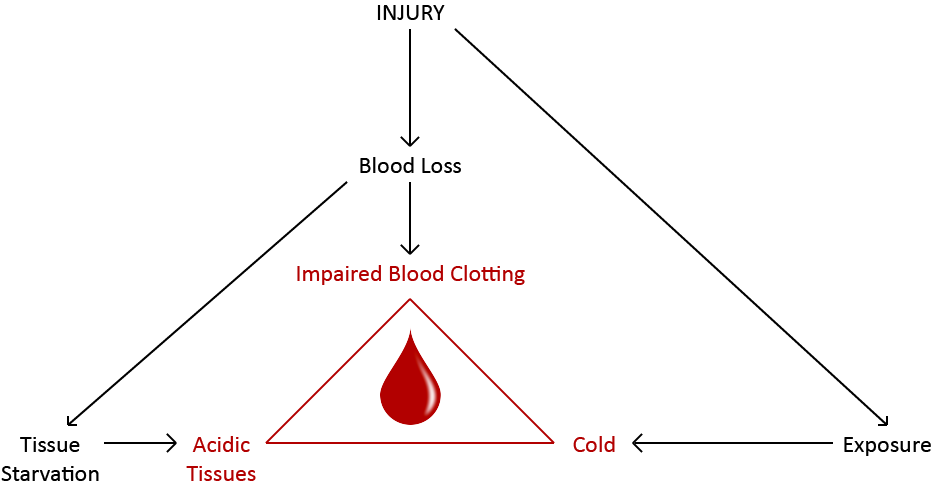 INJURY
Blood Loss
Impaired Blood Clotting
Tissue
Starvation
Acidic
Tissues
Cold
Exposure